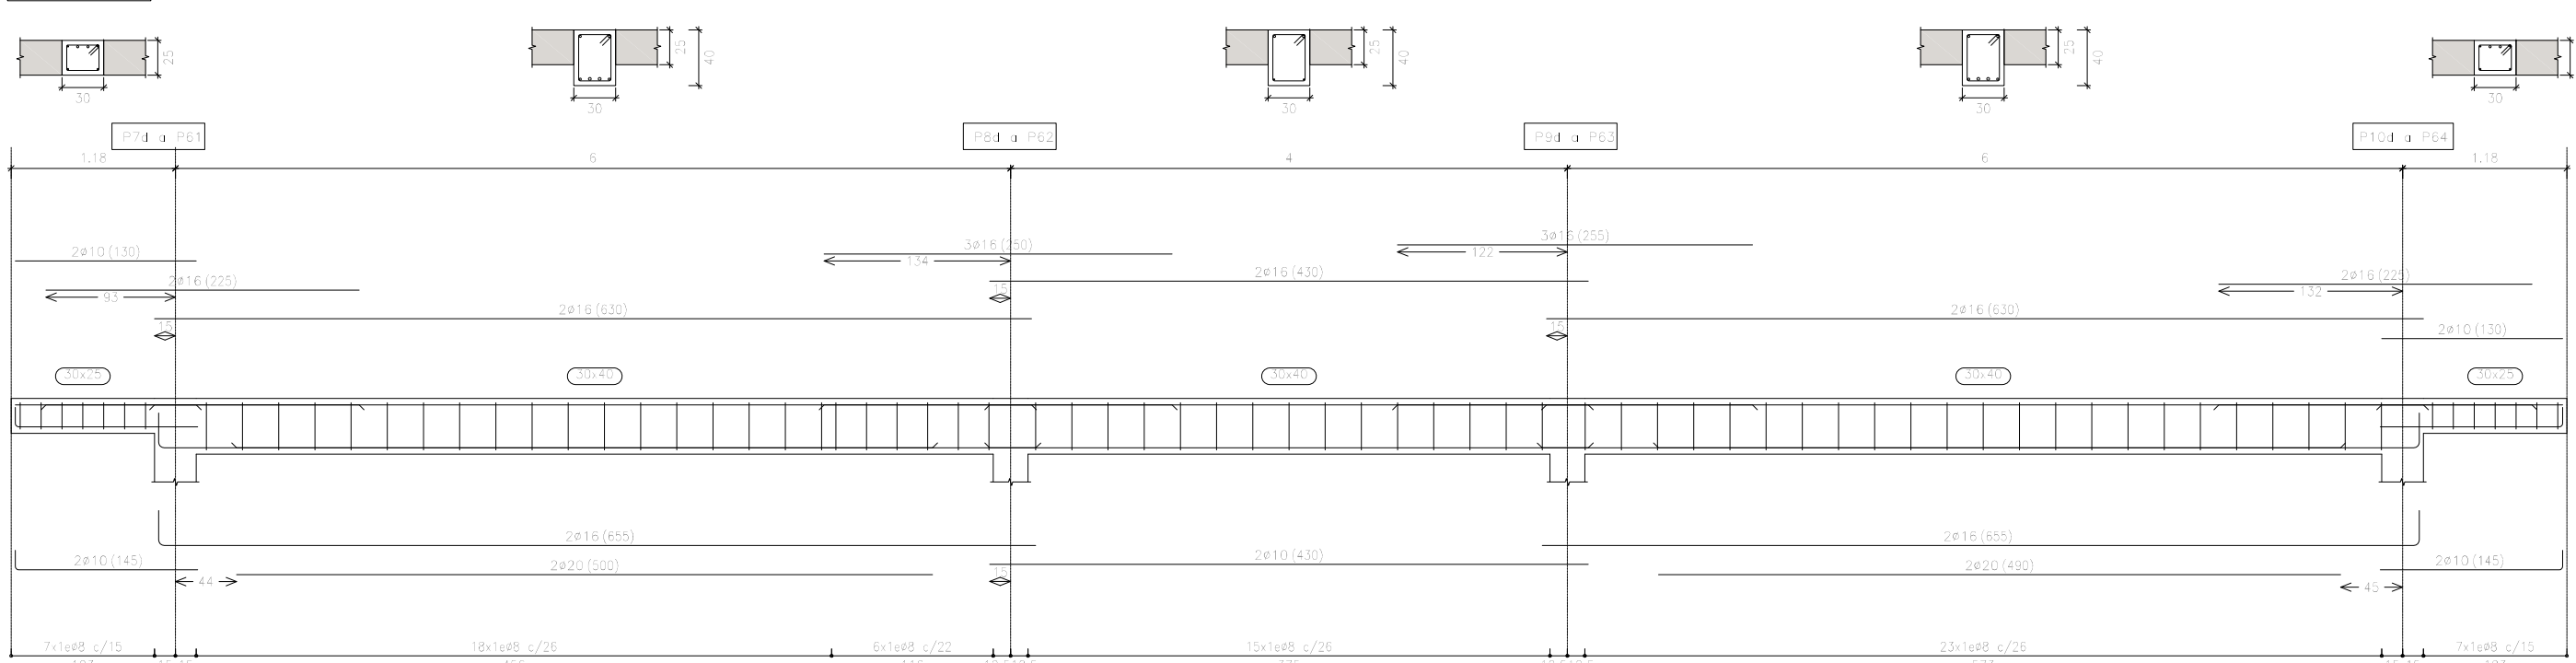 25
30
25
40
30
25
40
30
25
40
30
30
P7d a P61
P8d a P62
P9d a P63
P10d a P64
1.18
6
4
6
1.18
3ø16(255)
122
2ø10(130)
3ø16(250)
134
2ø16(225)
93
2ø16(430)
15
2ø16(225)
132
2ø16(630)
15
2ø16(630)
15
2ø10(130)
30x25
30x40
30x40
30x40
30x25
2ø16(655)
2ø16(655)
2ø10(145)
2ø20(500)
44
2ø10(430)
15
2ø20(490)
45
2ø10(145)
7x1eø8 c/15
18x1eø8 c/26
6x1eø8 c/22
15x1eø8 c/26
23x1eø8 c/26
7x1eø8 c/15